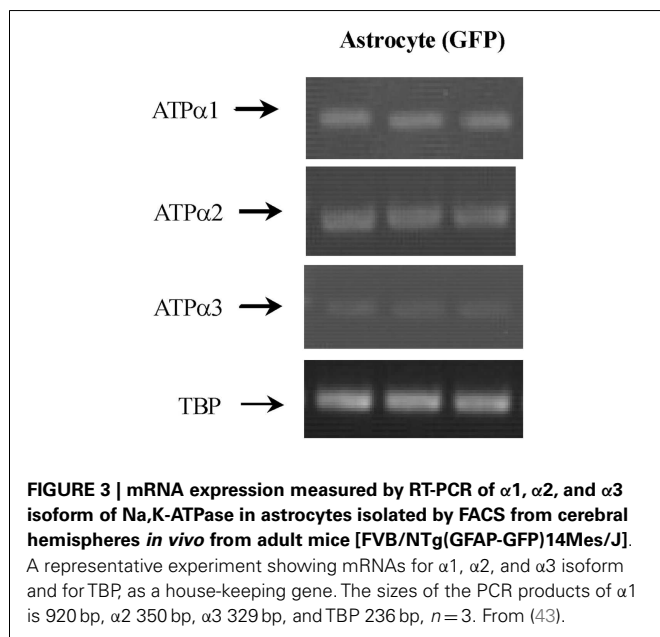 Astrocyte (GFP)
ATPα1
ATPα2
ATPα3
TBP
FIGURE 3 | mRNA expression measured by RT-PCR of α1, α2, and α3
isoform of Na,K-ATPase in astrocytes isolated by FACS from cerebral
hemispheres in vivo from adult mice [FVB/NTg(GFAP-GFP)14Mes/J].
A representative experiment showing mRNAs for α1, α2, and α3 isoform
and for TBP, as a house-keeping gene. The sizes of the PCR products of α1
is 920 bp, α2 350 bp, α3 329 bp, and TBP 236 bp, n = 3. From (43).